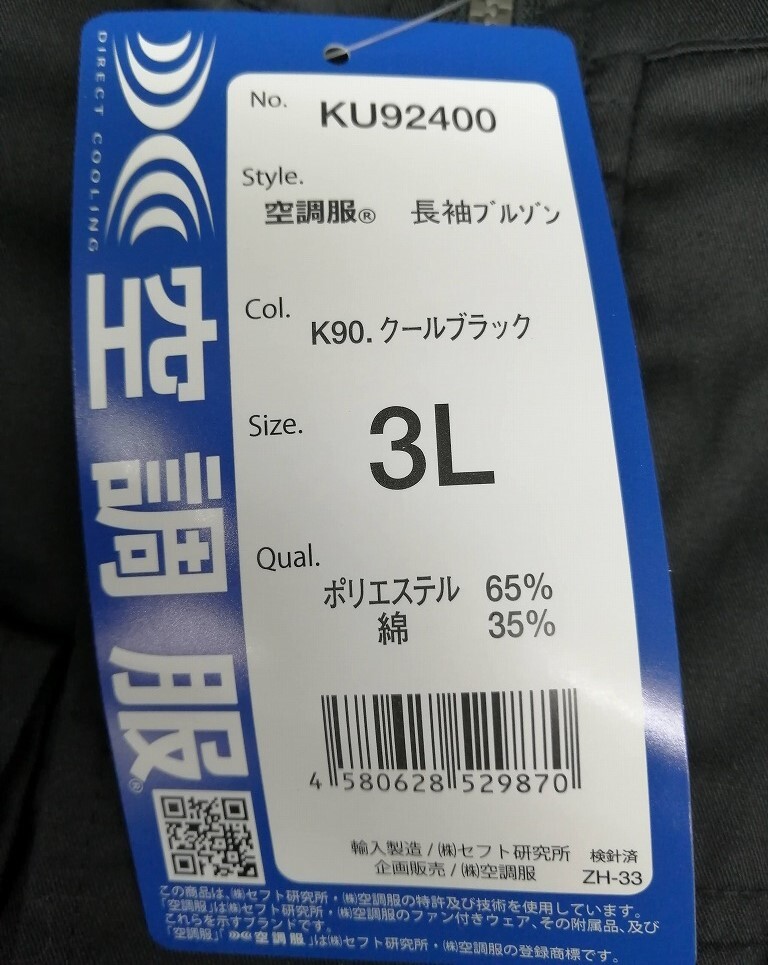 DIRECT COOLING
空調服®
No. KU92400
Style.
空調服® 長袖ブルゾン
Col.
K90. クールブラック
Size.
3L
Qual.
ポリエステル 65%
綿 35%
4 580628 529870
輸入製造 / ㈱セフト研究所 検針済
企画販売 / ㈱空調服 ZH-33
この商品は、㈱セフト研究所・㈱空調服の特許及び技術を使用しています。
「空調服」は㈱セフト研究所・㈱空調服のファン付きウェア、その付属品、及び
これらを示すブランドです。
「空調服」「空調服」は㈱セフト研究所・㈱空調服の登録商標です。